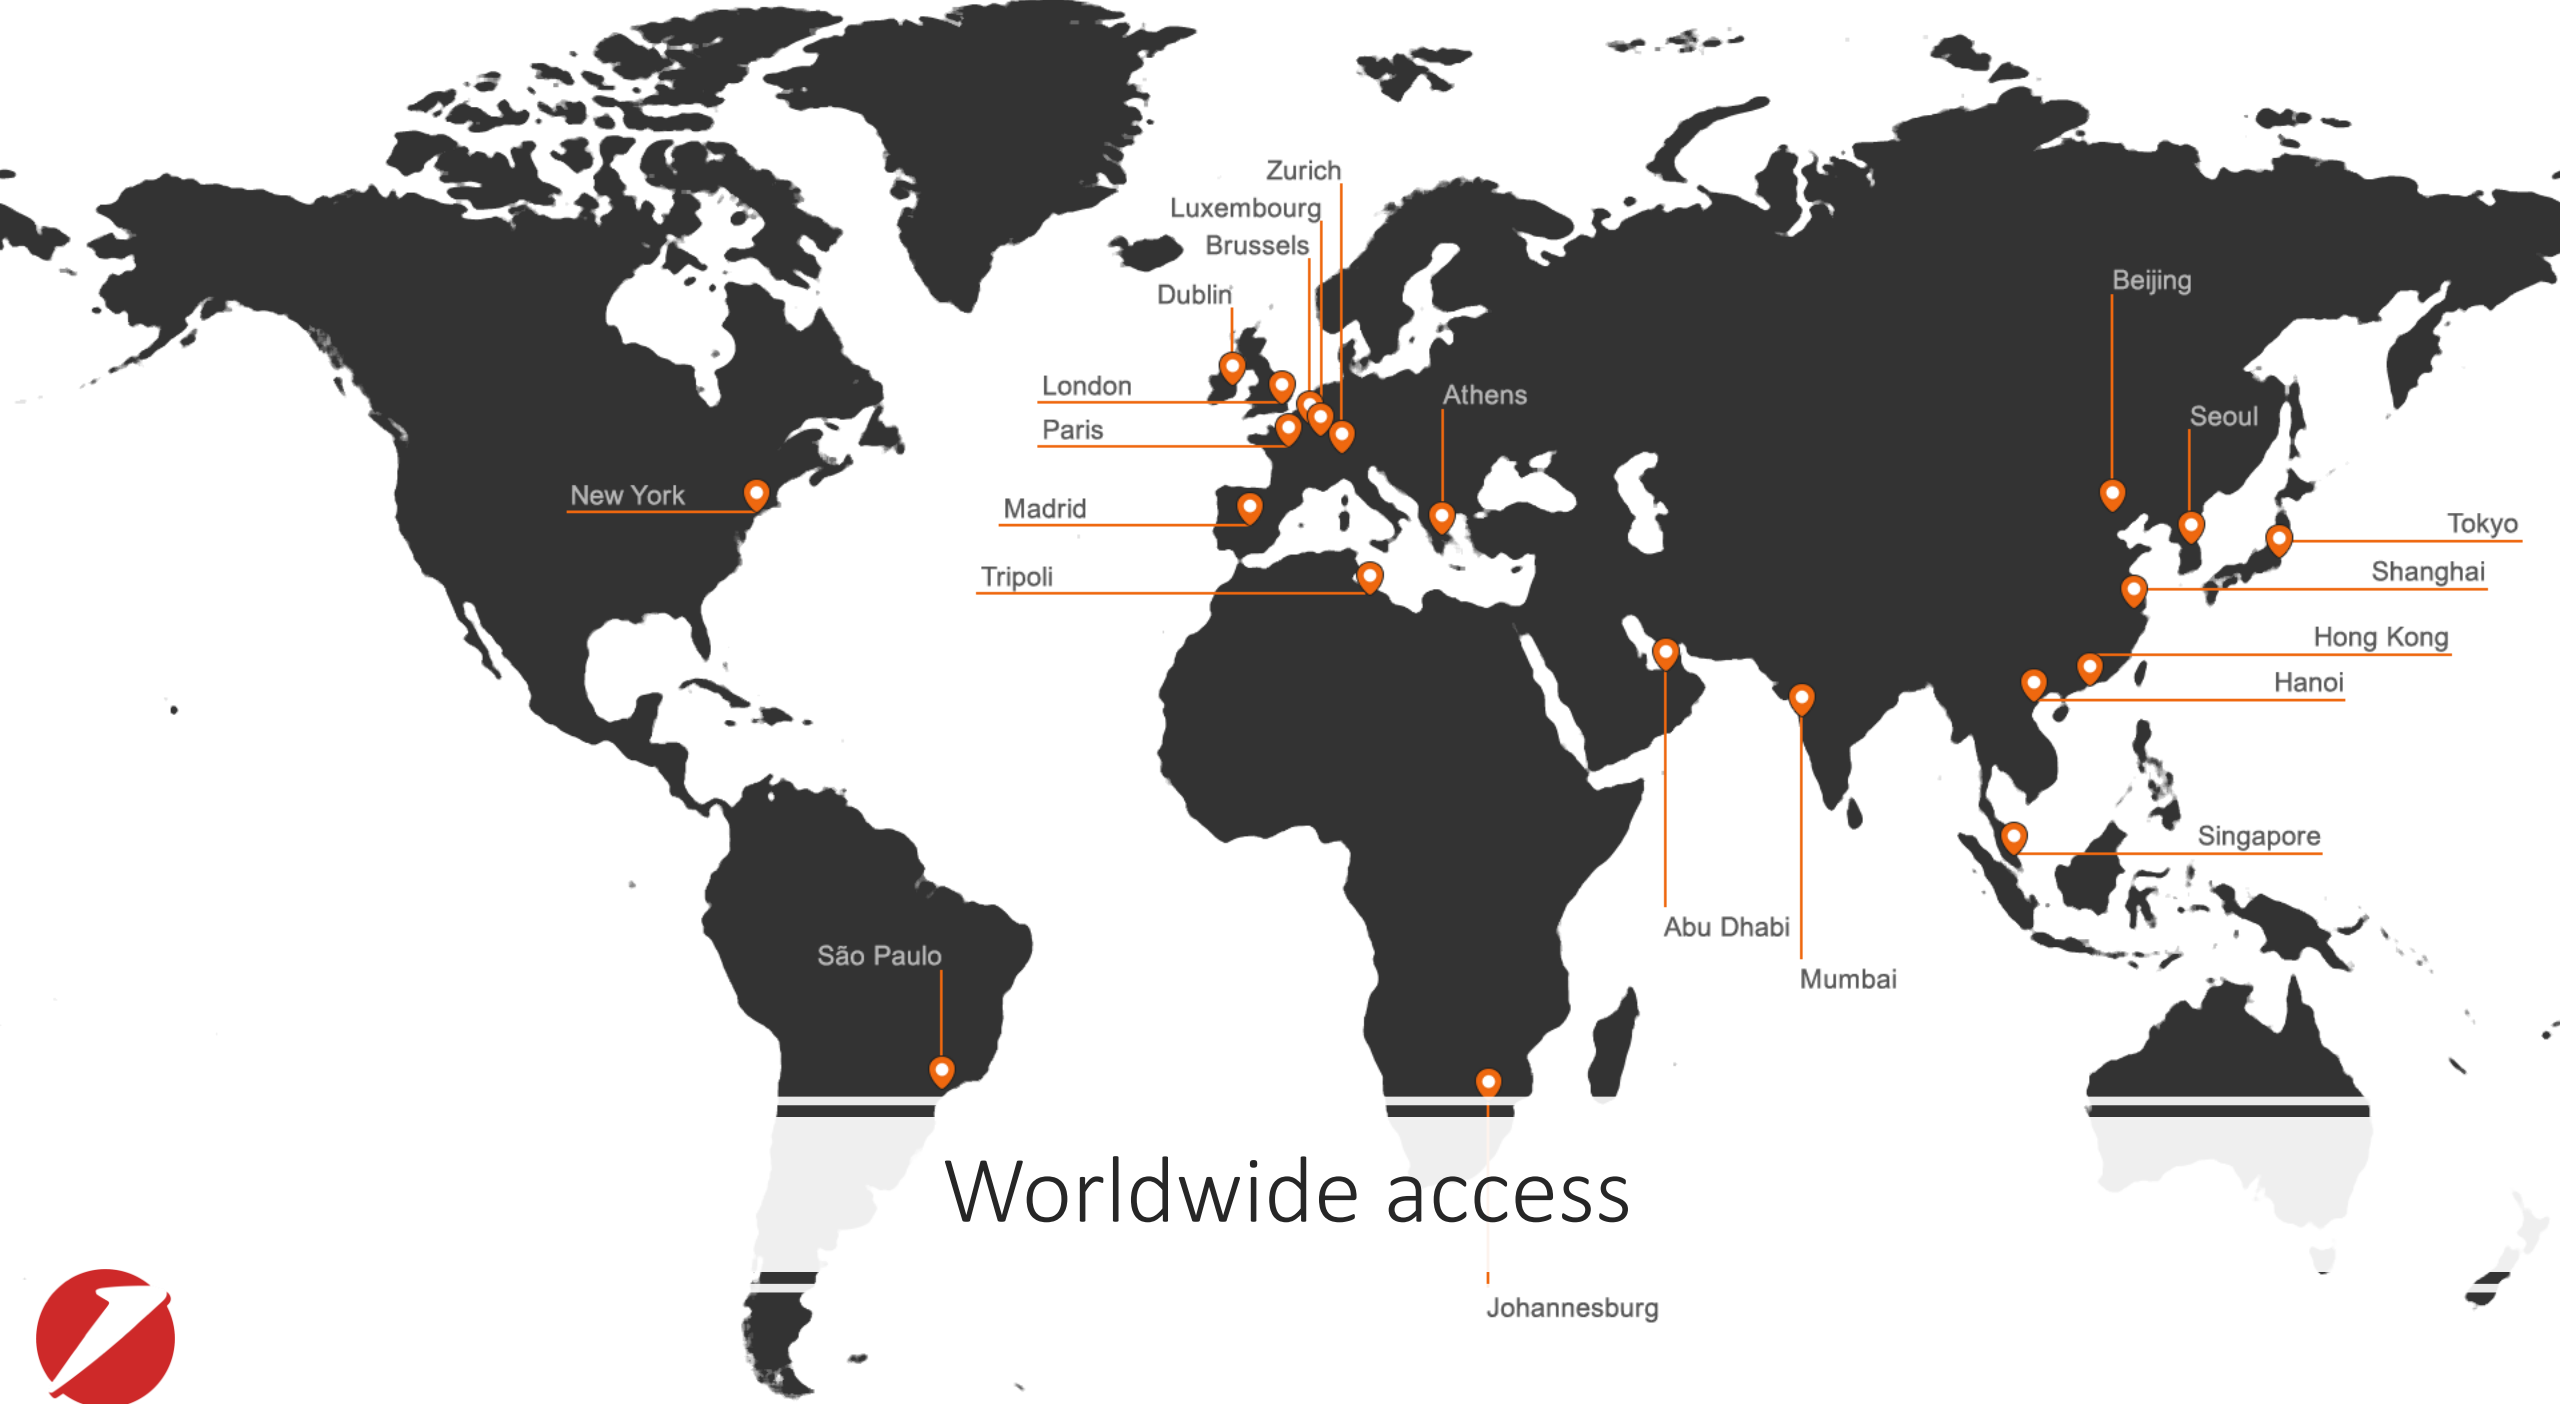 Zurich
Luxembourg
Brussels
Dublin
London
Paris
Madrid
Tripoli
Athens
New York
São Paulo
Beijing
Seoul
Tokyo
Shanghai
Hong Kong
Hanoi
Singapore
Abu Dhabi
Mumbai
Worldwide access
Johannesburg